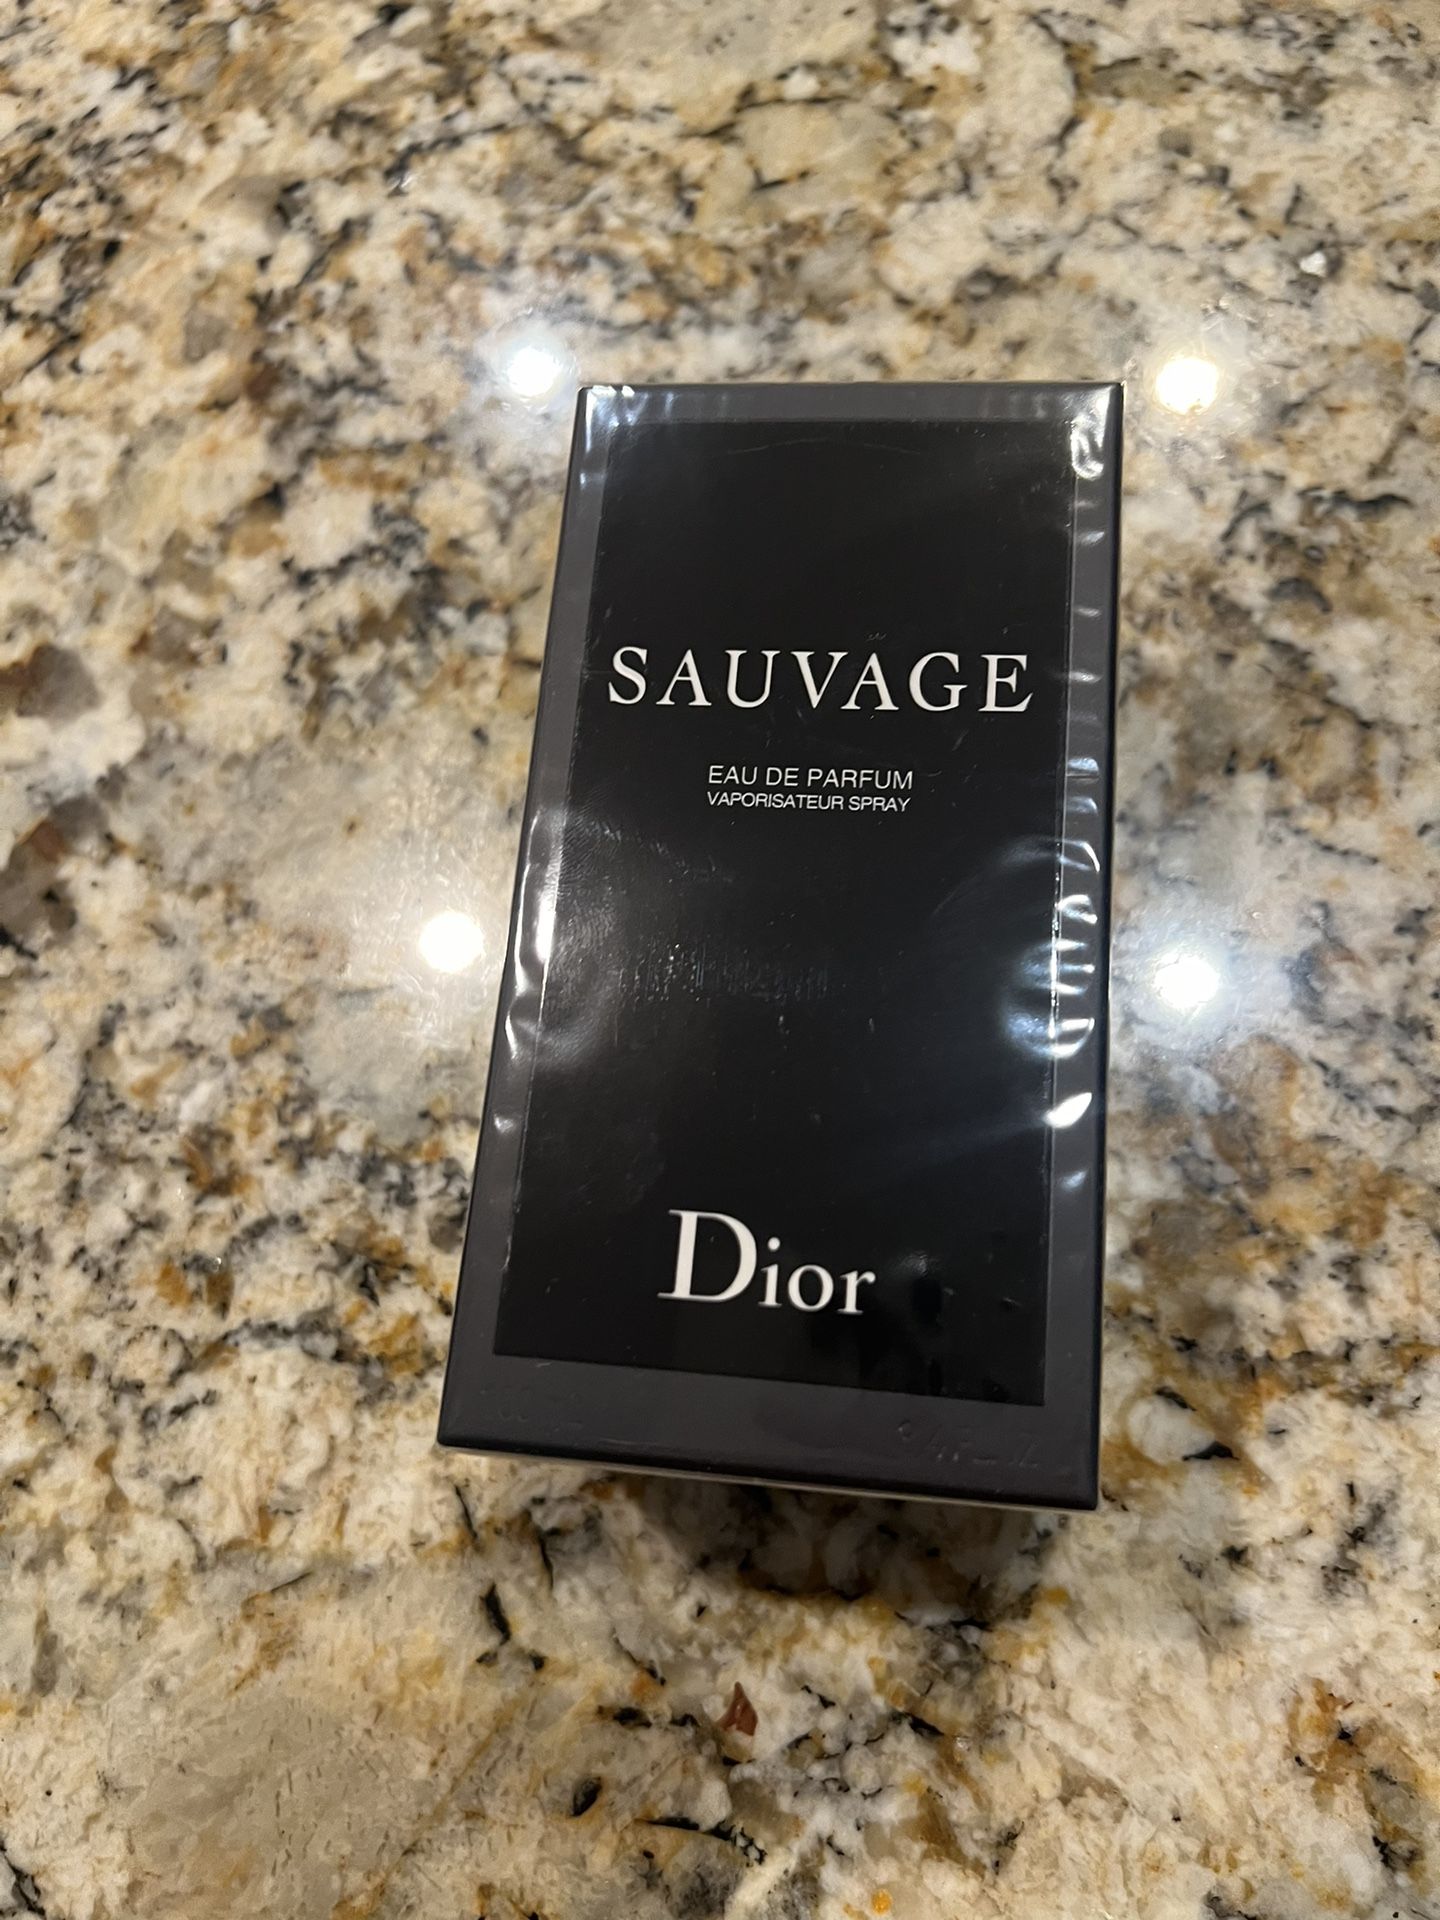 SAUVAGE
EAU DE PARFUM
VAPORISATEUR SPRAY
Dior